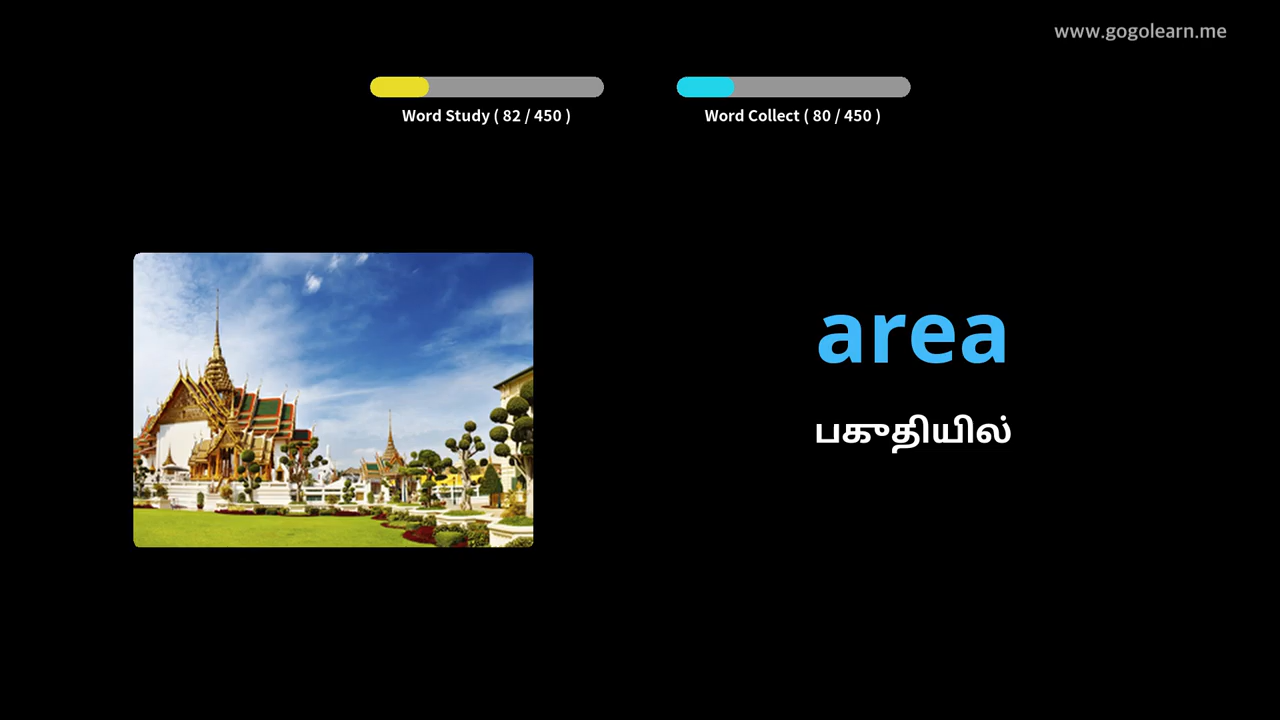 www.gogolearn.me
Word Study ( 82 / 450 )
Word Collect ( 80 / 450 )
area
பகுதியில்